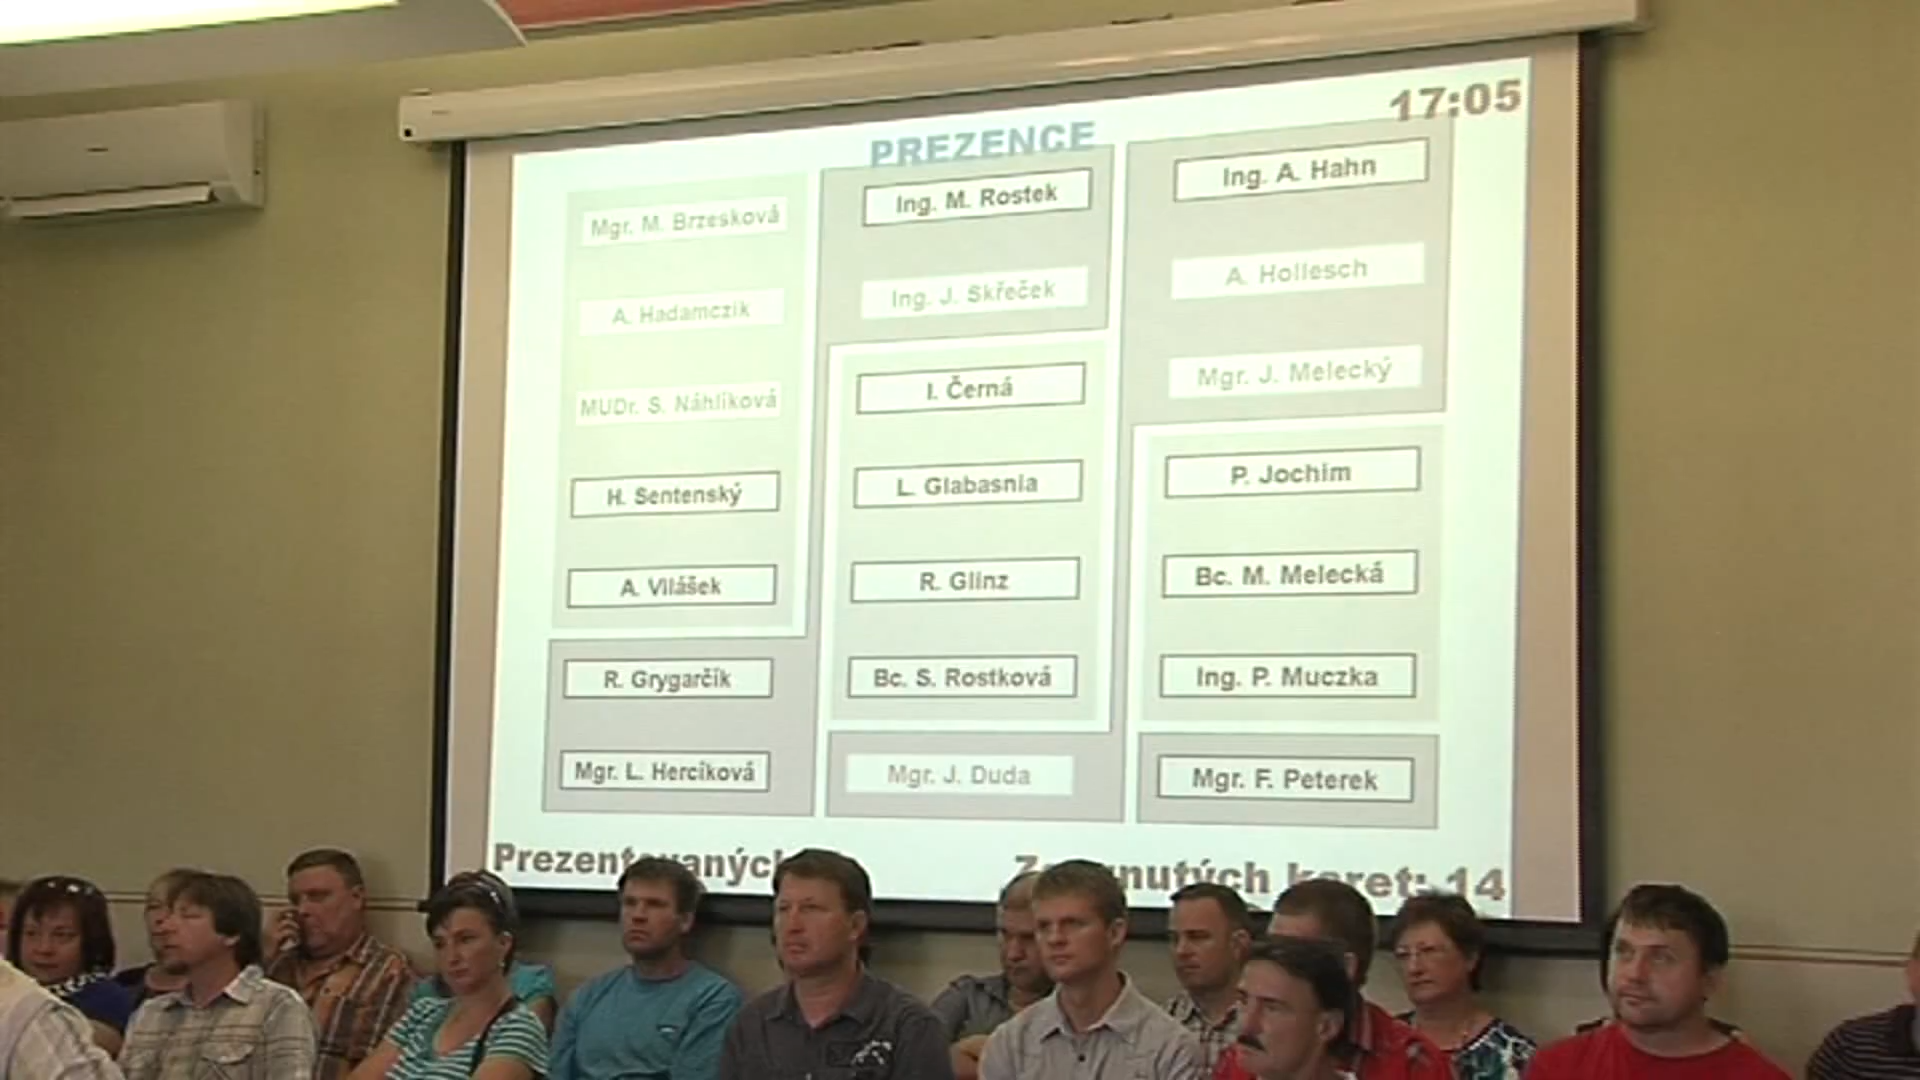 17:05
PREZENCE
Mgr. M. Brzesková
A. Hadamczik
MUDr. S. Náhlíková
H. Sentenský
A. Vilášek
R. Grygarčík
Mgr. L. Hercíková
Ing. M. Rostek
Ing. J. Skřeček
I. Černá
L. Glabasnia
R. Glinz
Bc. S. Rostková
Mgr. J. Duda
Ing. A. Hahn
A. Hollesch
Mgr. J. Melecký
P. Jochim
Bc. M. Melecká
Ing. P. Muczka
Mgr. F. Peterek
karet: 14